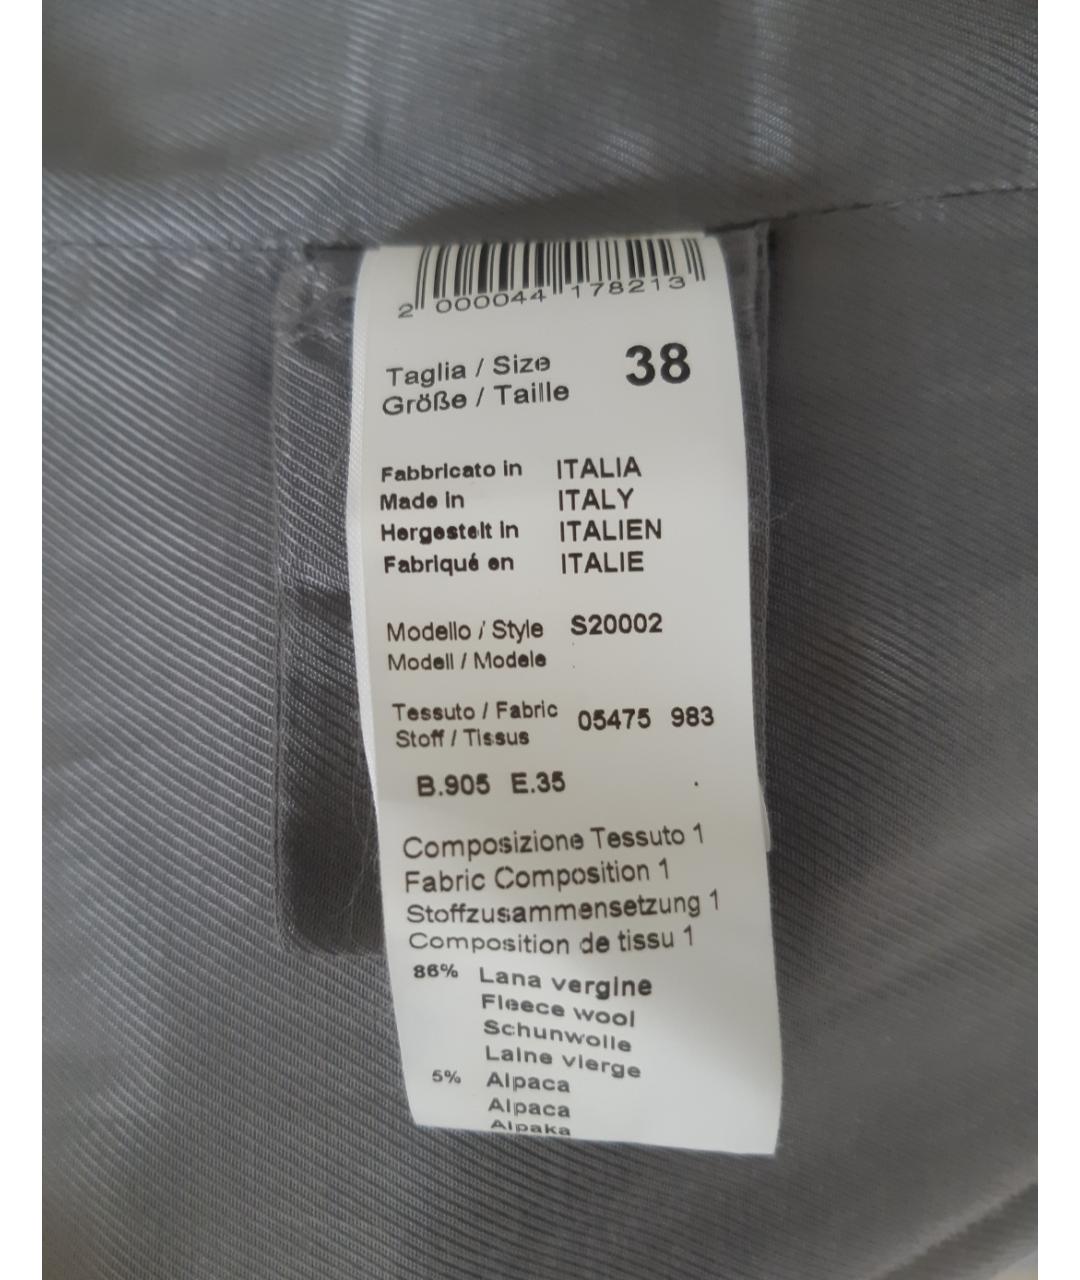 2 000044 178213
Taglia / Size 38
Größe / Taille
Fabbricato in ITALIA
Made in ITALY
Hergestelt in ITALIEN
Fabriqué en ITALIE
Modello / Style S20002
Modell / Modele
Tessuto / Fabric 05475 983
Stoff / Tissus
B.905 E.35
Composizione Tessuto 1
Fabric Composition 1
Stoffzusammensetzung 1
Composition de tissu 1
86% Lana vergine
Fleece wool
Schunwolle
Laine vierge
5% Alpaca
Alpaca
Alpaka